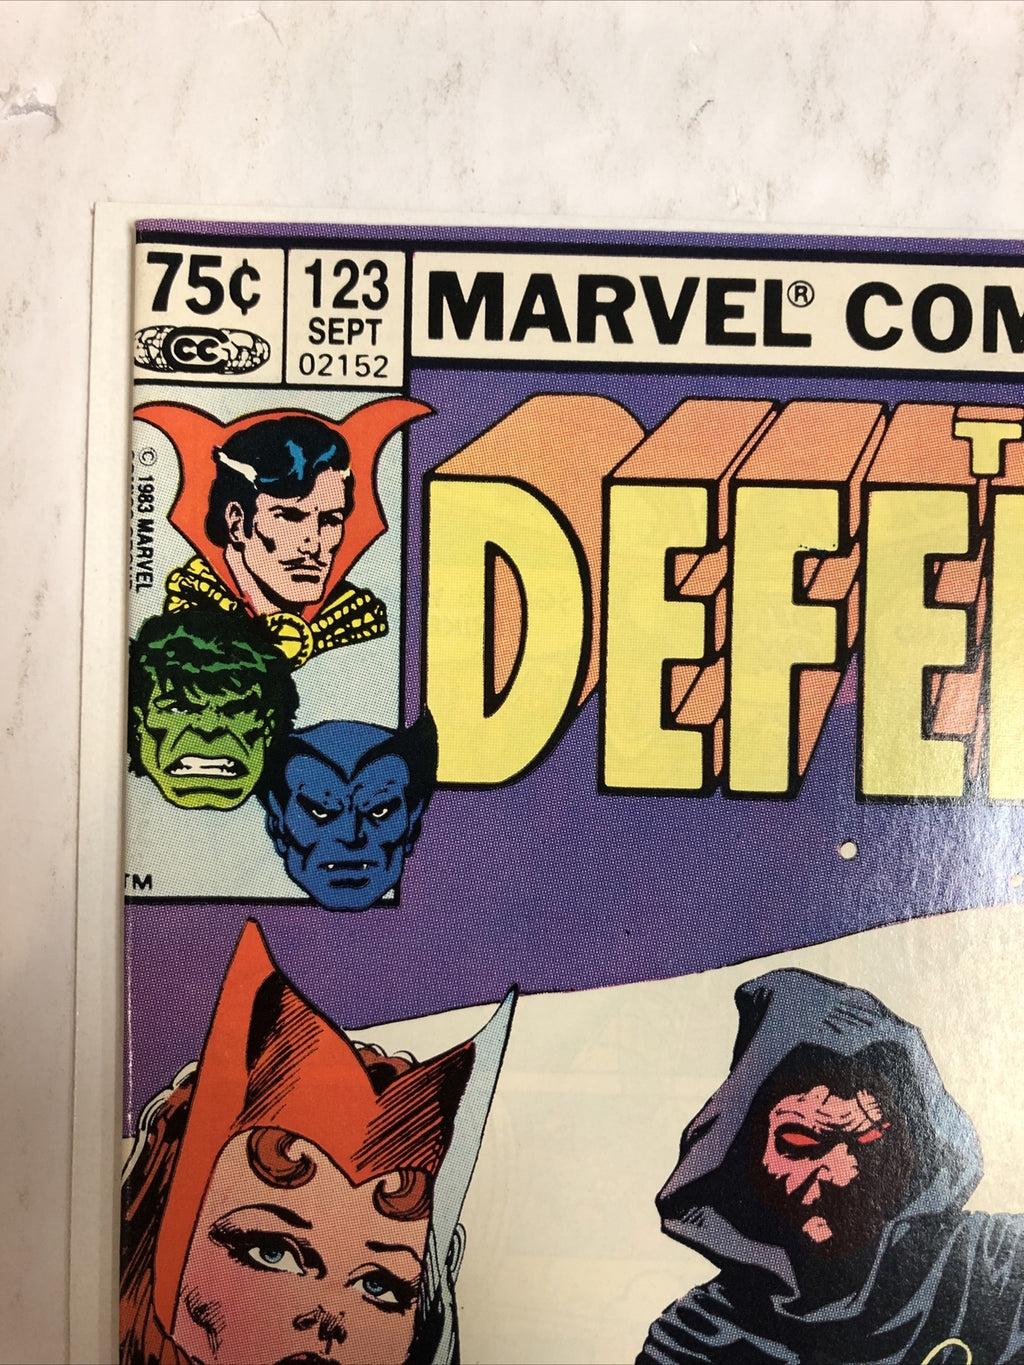 75¢
CC
123
SEPT
02152
MARVEL® COM
T
DEFE
© 1983 MARVEL
TM